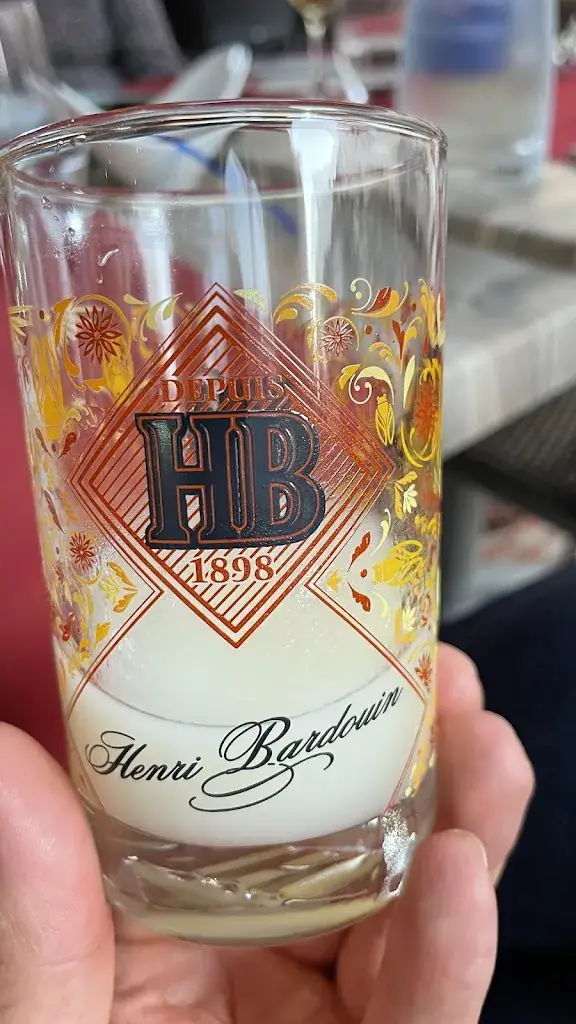 DEPUIS
HB
1898
Henri Bardouin